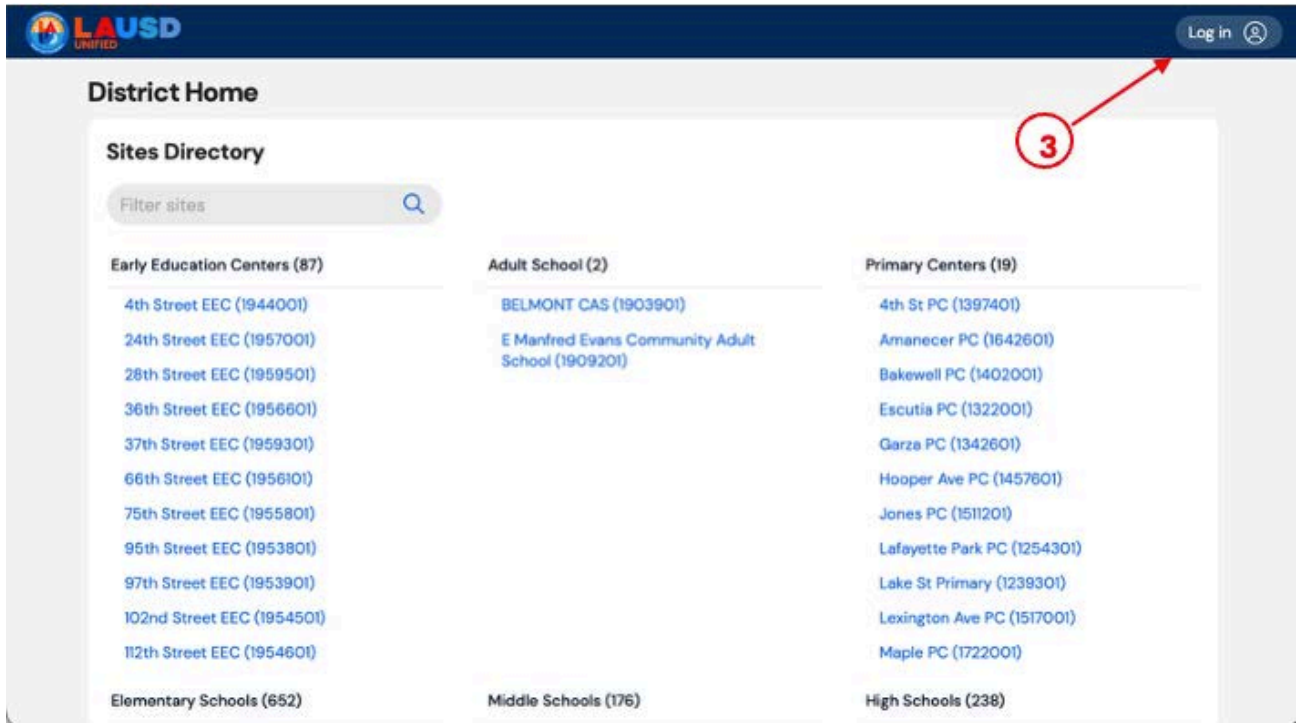 LAUSD
UNIFIED
Log in
District Home
3
Sites Directory
Filter sites
Early Education Centers (87)
4th Street EEC (1944001)
24th Street EEC (1957001)
28th Street EEC (1959501)
36th Street EEC (1956601)
37th Street EEC (1959301)
66th Street EEC (1956101)
75th Street EEC (1955801)
95th Street EEC (1953801)
97th Street EEC (1953901)
102nd Street EEC (1954501)
112th Street EEC (1954601)
Adult School (2)
BELMONT CAS (1903901)
E Manfred Evans Community Adult
School (1909201)
Primary Centers (19)
4th St PC (1397401)
Amanecer PC (1642601)
Bakewell PC (1402001)
Escutia PC (1322001)
Garza PC (1342601)
Hooper Ave PC (1457601)
Jones PC (1511201)
Lafayette Park PC (1254301)
Lake St Primary (1239301)
Lexington Ave PC (1517001)
Maple PC (1722001)
Elementary Schools (652)
Middle Schools (176)
High Schools (238)